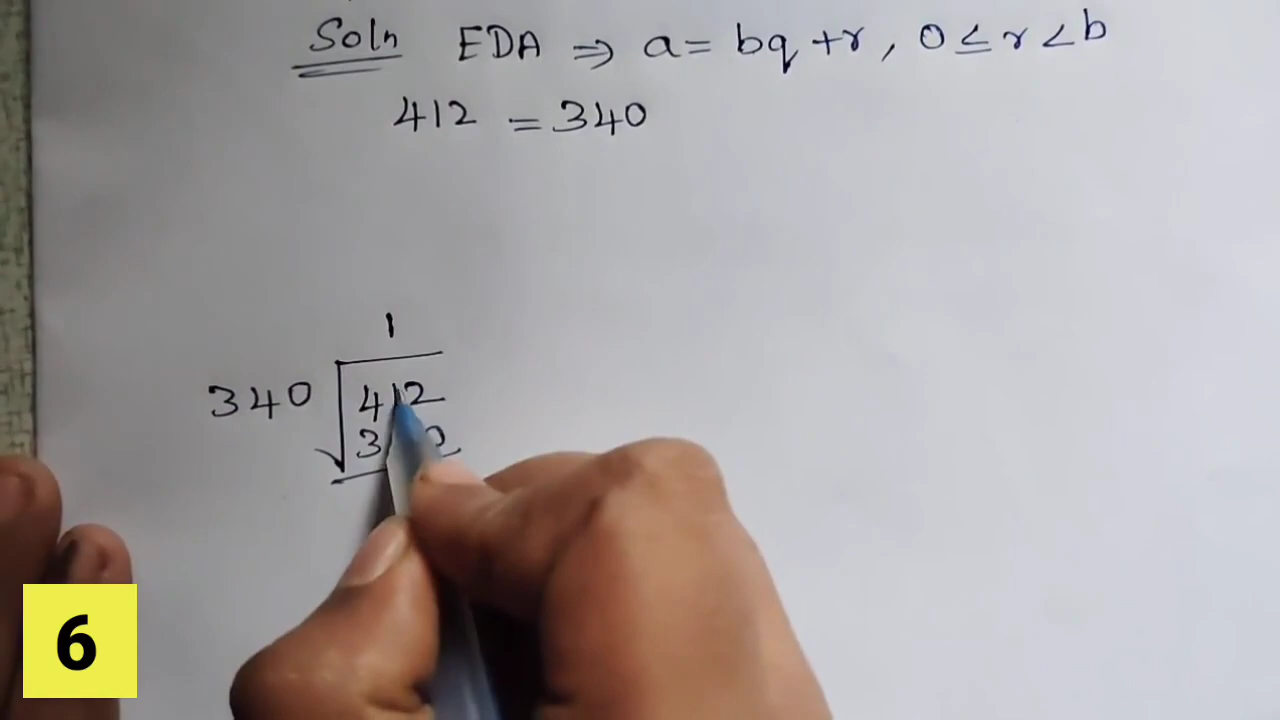 Soln EDA ⇒ a = bq + r, 0 ≤ r < b
412 = 340
1
340 412
6